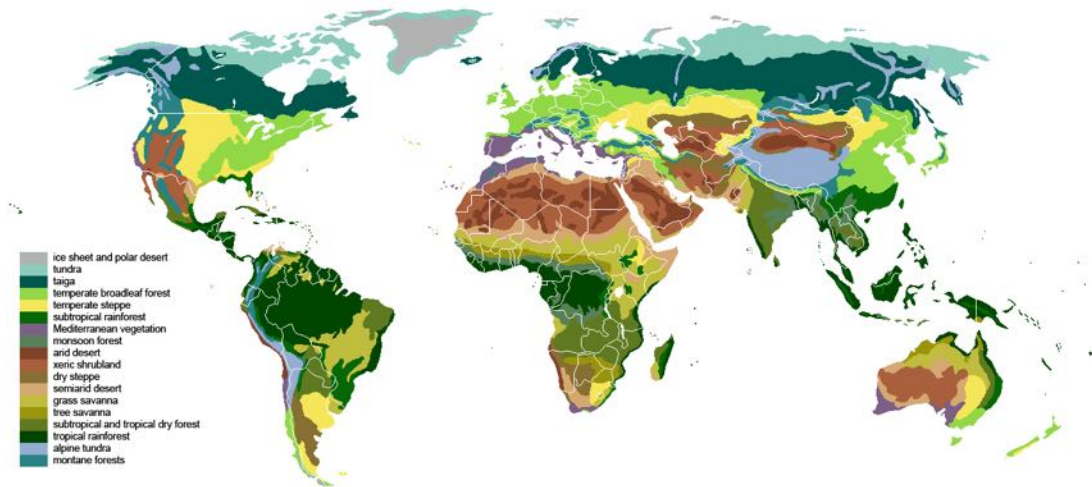 ice sheet and polar desert
tundra
taiga
temperate broadleaf forest
temperate steppe
subtropical rainforest
Mediterranean vegetation
monsoon forest
arid desert
xeric shrubland
dry steppe
semiarid desert
grass savanna
tree savanna
subtropical and tropical dry forest
tropical rainforest
alpine tundra
montane forests